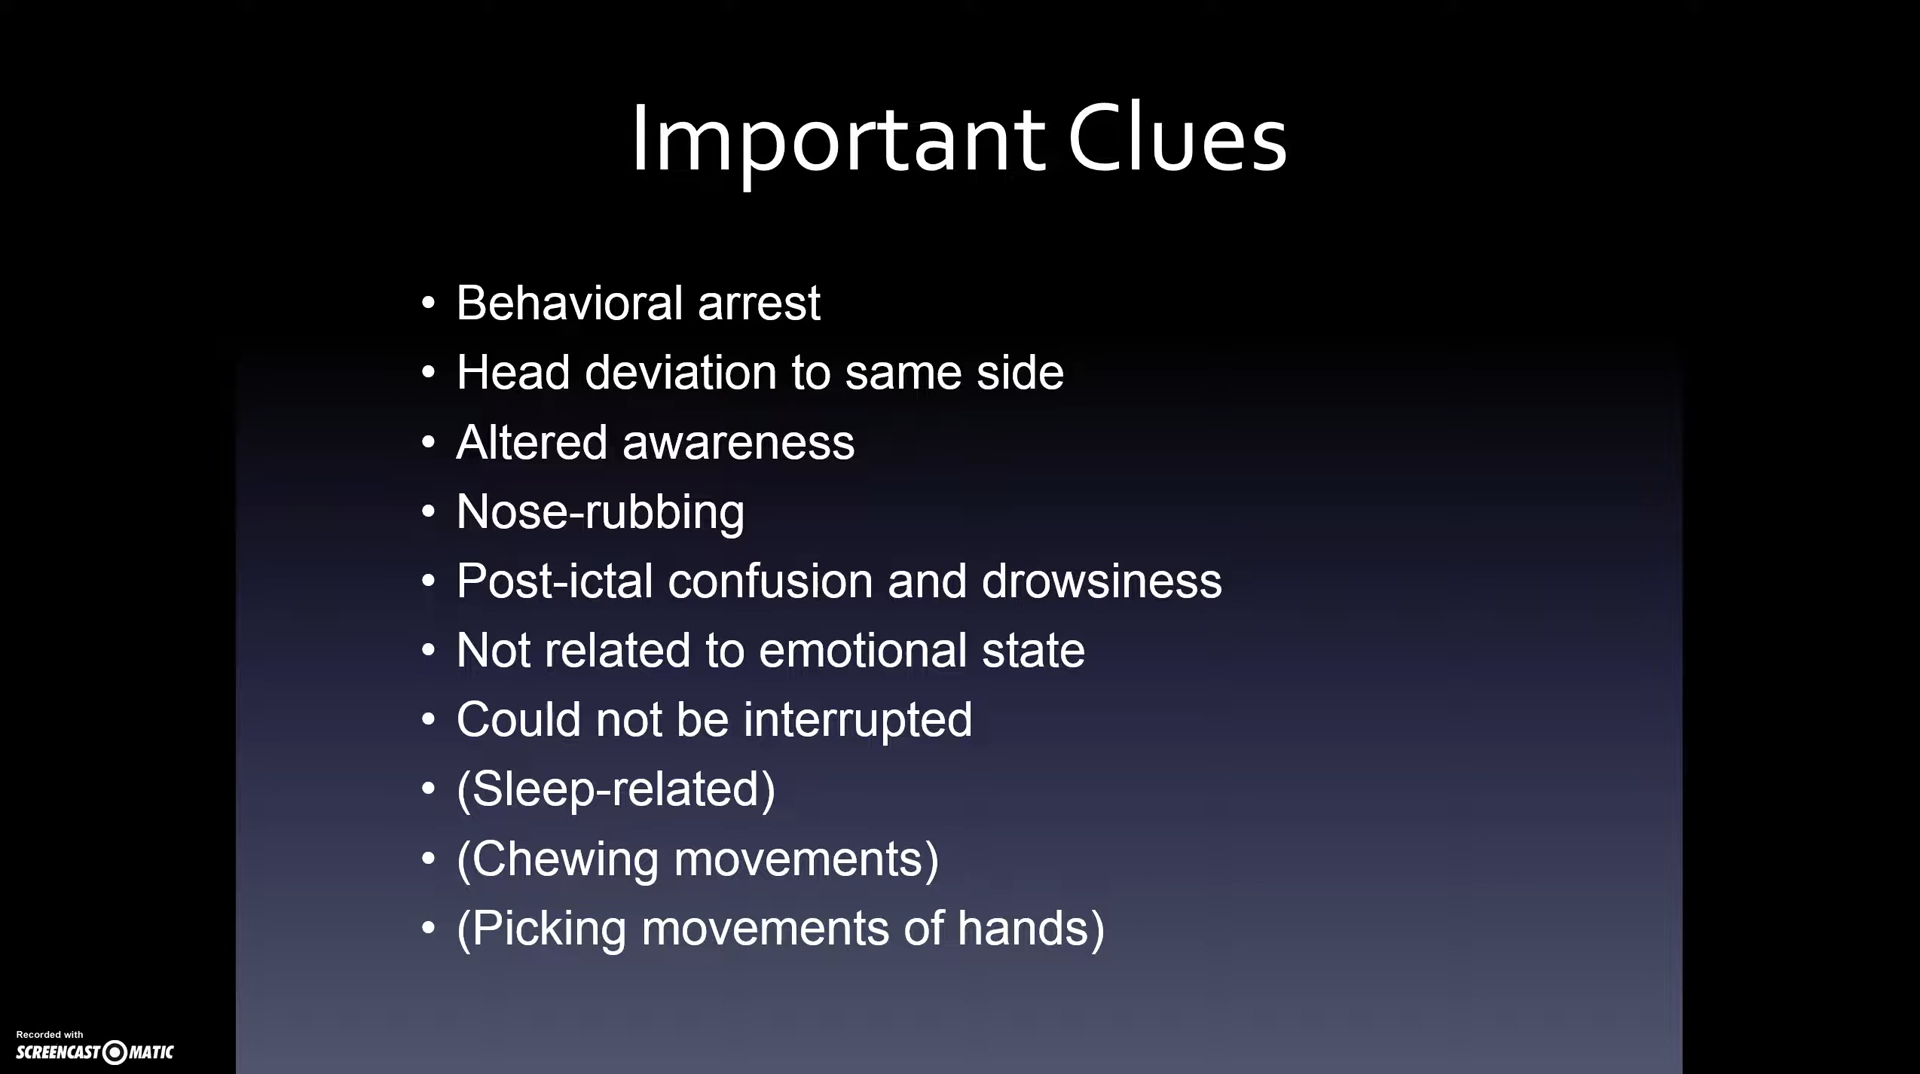 Important Clues
• Behavioral arrest
• Head deviation to same side
• Altered awareness
• Nose-rubbing
• Post-ictal confusion and drowsiness
• Not related to emotional state
• Could not be interrupted
• (Sleep-related)
• (Chewing movements)
• (Picking movements of hands)
Recorded with
SCREENCAST MATIC